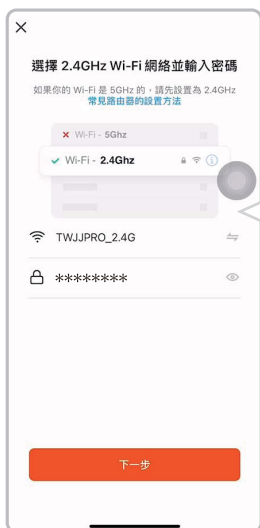 選擇 2.4GHz Wi-Fi 網絡並輸入密碼
如果你的 Wi-Fi 是 5GHz 的，請先設置為 2.4GHz
常見路由器的設置方法
Wi-Fi - 5Ghz
Wi-Fi - 2.4Ghz
TWJJPRO_2.4G
********
下一步